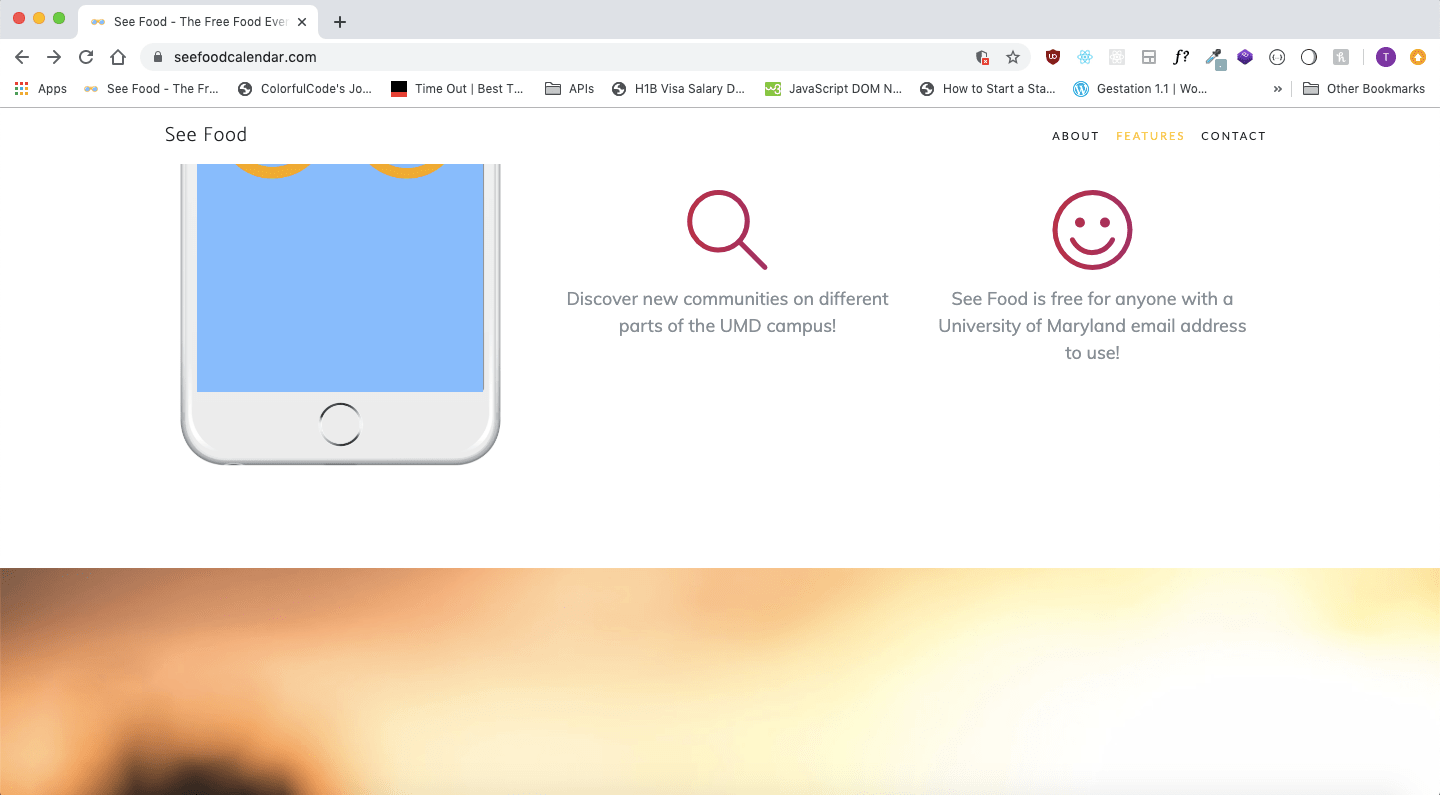 See Food - The Free Food Even
seefoodcalendar.com
UD
f?
T
Apps
See Food - The Fr...
ColorfulCode's Jo...
Time Out | Best T...
APIs
H1B Visa Salary D...
w3
JavaScript DOM N...
How to Start a Sta...
Gestation 1.1 | Wo...
»
Other Bookmarks
See Food
ABOUT
FEATURES
CONTACT
Discover new communities on different
parts of the UMD campus!
See Food is free for anyone with a
University of Maryland email address
to use!